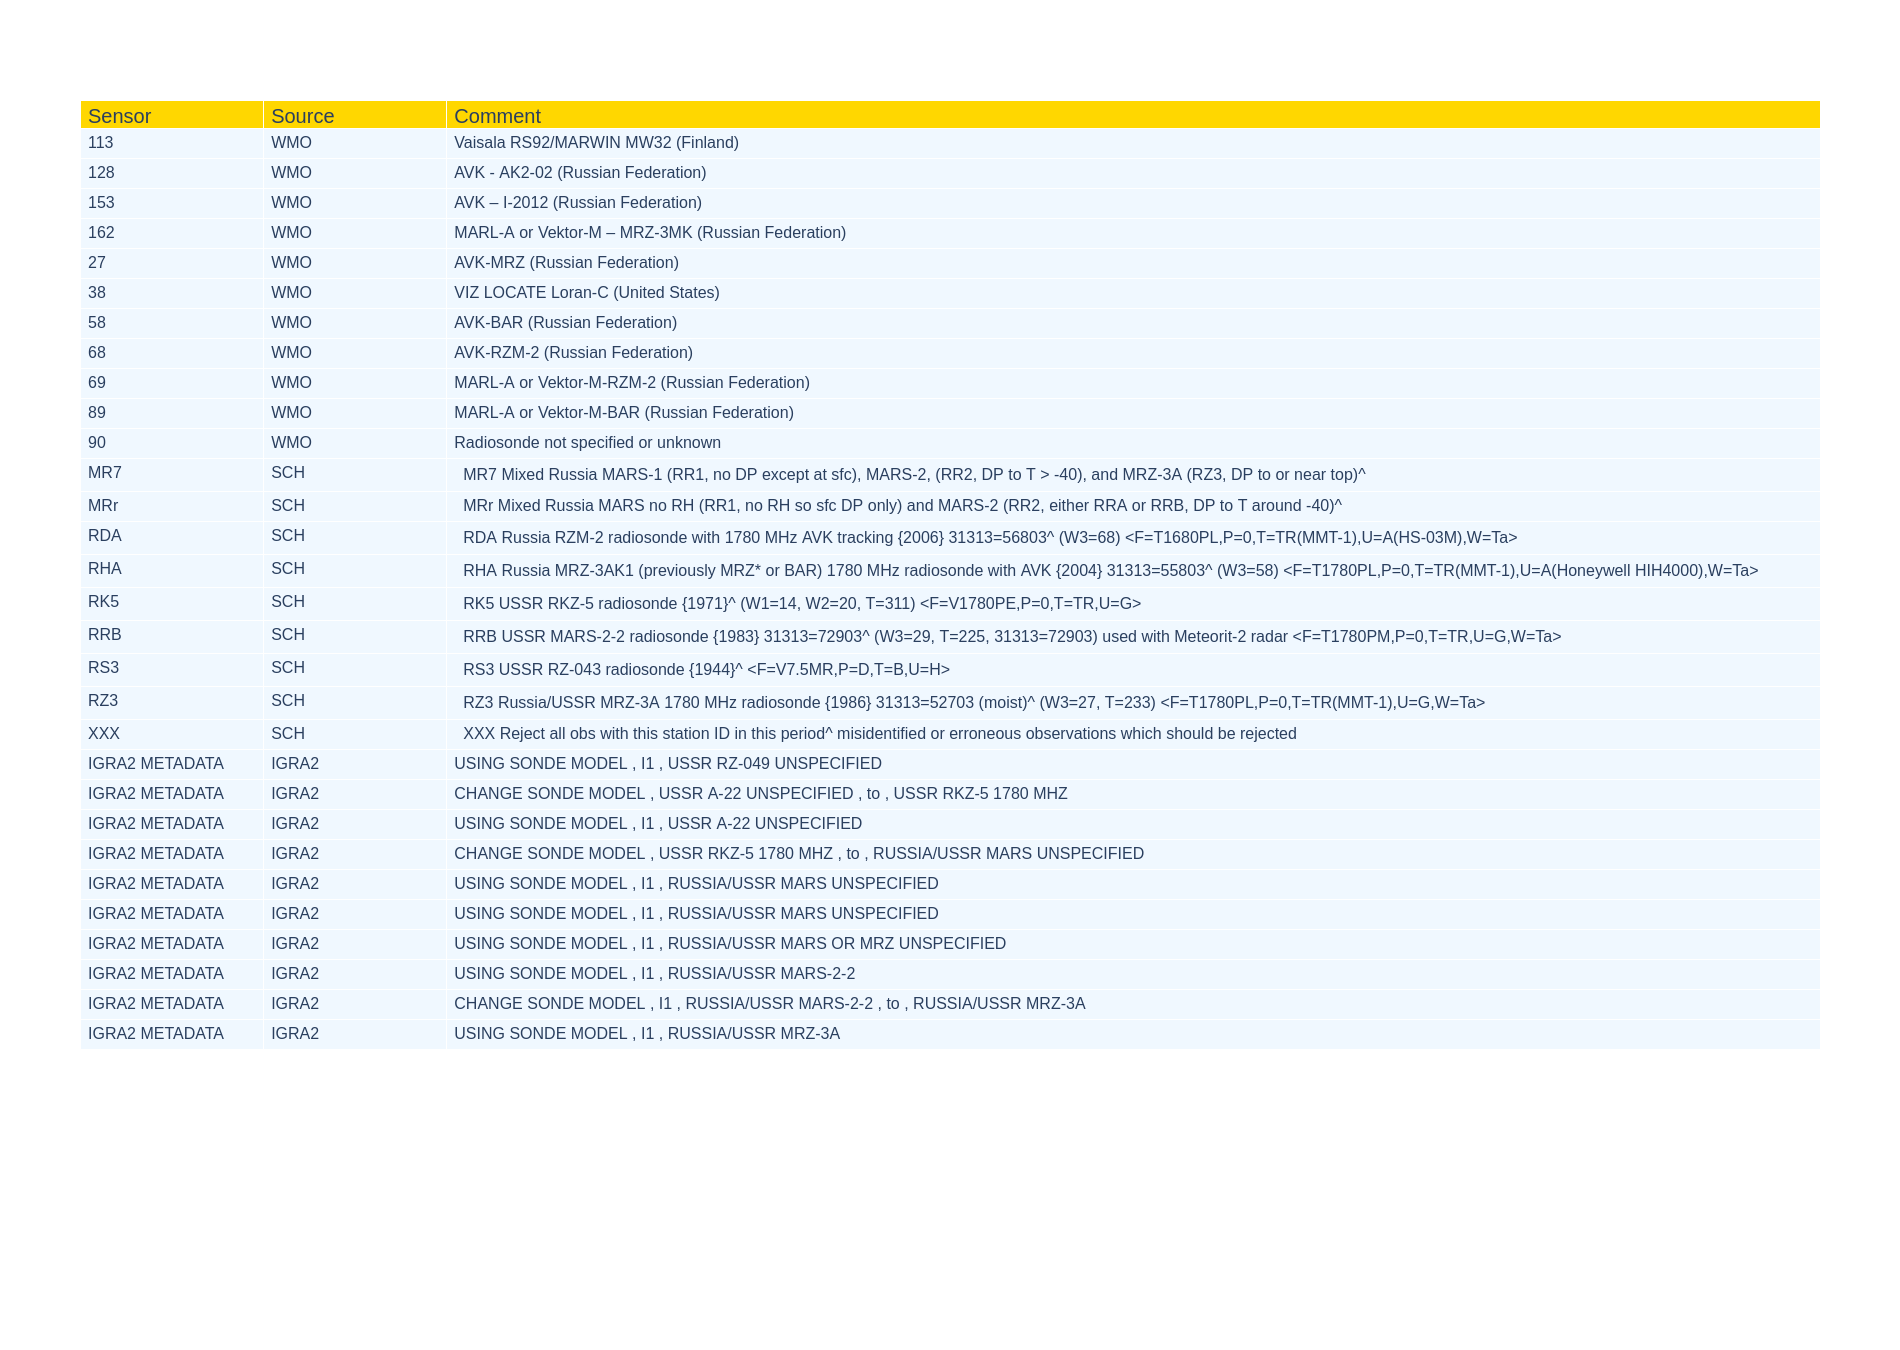 Sensor Source Comment
113 WMO Vaisala RS92/MARWIN MW32 (Finland)
128 WMO AVK - AK2-02 (Russian Federation)
153 WMO AVK – I-2012 (Russian Federation)
162 WMO MARL-A or Vektor-M – MRZ-3MK (Russian Federation)
27 WMO AVK-MRZ (Russian Federation)
38 WMO VIZ LOCATE Loran-C (United States)
58 WMO AVK-BAR (Russian Federation)
68 WMO AVK-RZM-2 (Russian Federation)
69 WMO MARL-A or Vektor-M-RZM-2 (Russian Federation)
89 WMO MARL-A or Vektor-M-BAR (Russian Federation)
90 WMO Radiosonde not specified or unknown
MR7 SCH MR7 Mixed Russia MARS-1 (RR1, no DP except at sfc), MARS-2, (RR2, DP to T > -40), and MRZ-3A (RZ3, DP to or near top)^
MRr SCH MRr Mixed Russia MARS no RH (RR1, no RH so sfc DP only) and MARS-2 (RR2, either RRA or RRB, DP to T around -40)^
RDA SCH RDA Russia RZM-2 radiosonde with 1780 MHz AVK tracking {2006} 31313=56803^ (W3=68) <F=T1680PL,P=0,T=TR(MMT-1),U=A(HS-03M),W=Ta>
RHA SCH RHA Russia MRZ-3AK1 (previously MRZ* or BAR) 1780 MHz radiosonde with AVK {2004} 31313=55803^ (W3=58) <F=T1780PL,P=0,T=TR(MMT-1),U=A(Honeywell HIH4000),W=Ta>
RK5 SCH RK5 USSR RKZ-5 radiosonde {1971}^ (W1=14, W2=20, T=311) <F=V1780PE,P=0,T=TR,U=G>
RRB SCH RRB USSR MARS-2-2 radiosonde {1983} 31313=72903^ (W3=29, T=225, 31313=72903) used with Meteorit-2 radar <F=T1780PM,P=0,T=TR,U=G,W=Ta>
RS3 SCH RS3 USSR RZ-043 radiosonde {1944}^ <F=V7.5MR,P=D,T=B,U=H>
RZ3 SCH RZ3 Russia/USSR MRZ-3A 1780 MHz radiosonde {1986} 31313=52703 (moist)^ (W3=27, T=233) <F=T1780PL,P=0,T=TR(MMT-1),U=G,W=Ta>
XXX SCH XXX Reject all obs with this station ID in this period^ misidentified or erroneous observations which should be rejected
IGRA2 METADATA IGRA2 USING SONDE MODEL , I1 , USSR RZ-049 UNSPECIFIED
IGRA2 METADATA IGRA2 CHANGE SONDE MODEL , USSR A-22 UNSPECIFIED , to , USSR RKZ-5 1780 MHZ
IGRA2 METADATA IGRA2 USING SONDE MODEL , I1 , USSR A-22 UNSPECIFIED
IGRA2 METADATA IGRA2 CHANGE SONDE MODEL , USSR RKZ-5 1780 MHZ , to , RUSSIA/USSR MARS UNSPECIFIED
IGRA2 METADATA IGRA2 USING SONDE MODEL , I1 , RUSSIA/USSR MARS UNSPECIFIED
IGRA2 METADATA IGRA2 USING SONDE MODEL , I1 , RUSSIA/USSR MARS UNSPECIFIED
IGRA2 METADATA IGRA2 USING SONDE MODEL , I1 , RUSSIA/USSR MARS OR MRZ UNSPECIFIED
IGRA2 METADATA IGRA2 USING SONDE MODEL , I1 , RUSSIA/USSR MARS-2-2
IGRA2 METADATA IGRA2 CHANGE SONDE MODEL , I1 , RUSSIA/USSR MARS-2-2 , to , RUSSIA/USSR MRZ-3A
IGRA2 METADATA IGRA2 USING SONDE MODEL , I1 , RUSSIA/USSR MRZ-3A